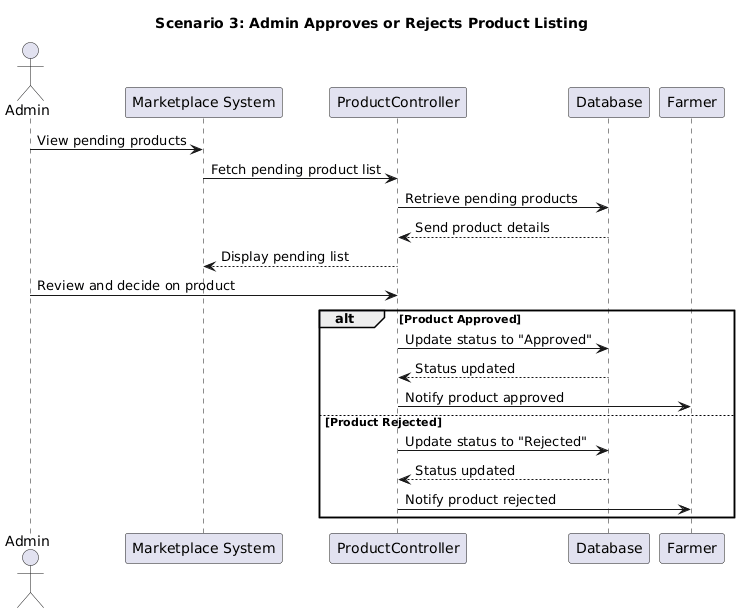 Scenario 3: Admin Approves or Rejects Product Listing
Admin
Marketplace System
ProductController
Database
Farmer
View pending products
Fetch pending product list
Retrieve pending products
Send product details
Display pending list
Review and decide on product
alt
[Product Approved]
Update status to "Approved"
Status updated
Notify product approved
[Product Rejected]
Update status to "Rejected"
Status updated
Notify product rejected
Admin
Marketplace System
ProductController
Database
Farmer